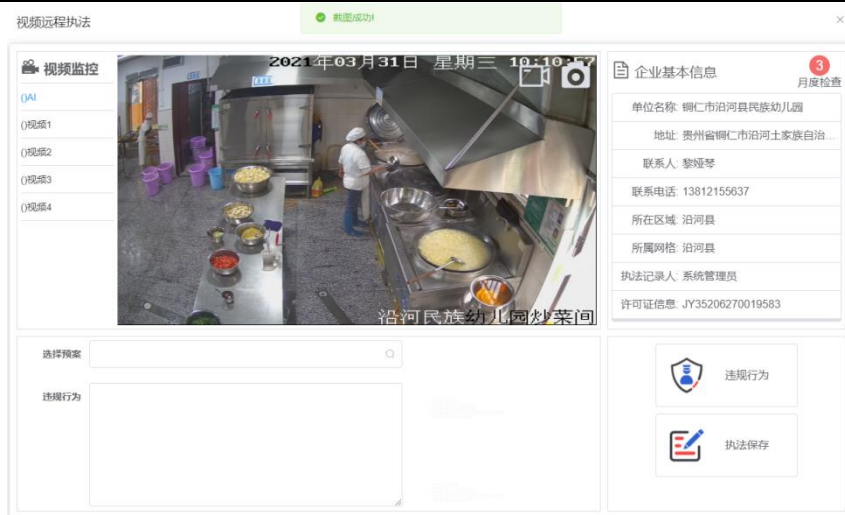 视频远程执法
截图成功!
视频监控
()AI
()视频1
()视频2
()视频3
()视频4
2021年03月31日 星期三 10:10:57
沿河民族幼儿园炒菜间
企业基本信息
3
月度检查
单位名称: 铜仁市沿河县民族幼儿园
地址: 贵州省铜仁市沿河土家族自治...
联系人: 黎娅琴
联系电话: 13812155637
所在区域: 沿河县
所属网格: 沿河县
执法记录人: 系统管理员
许可证信息: JY35206270019583
选择预案
违规行为
违规行为
执法保存